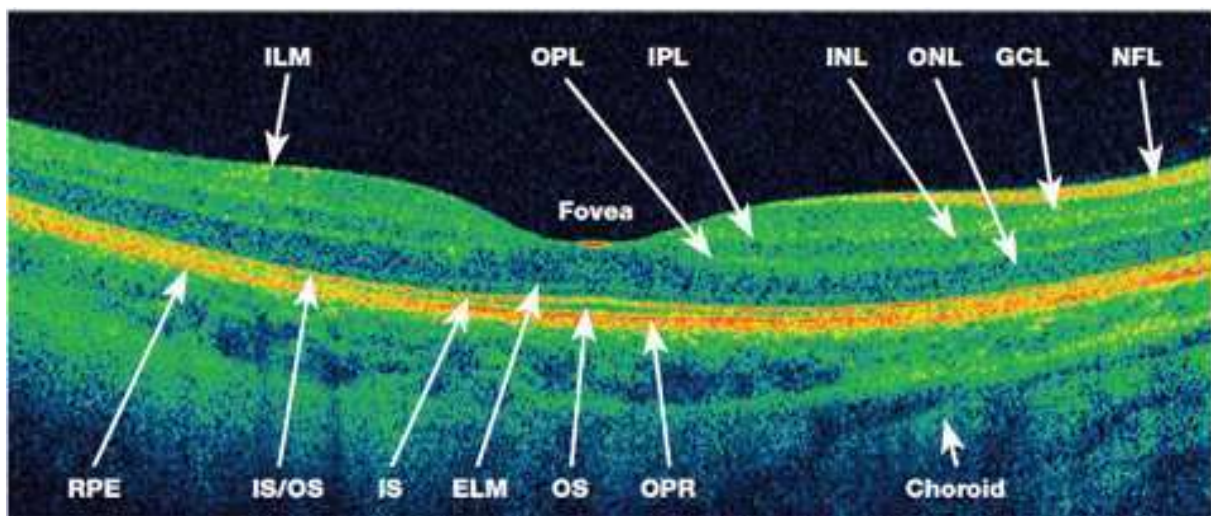 ILM OPL IPL INL ONL GCL NFL
Fovea
RPE IS/OS IS ELM OS OPR Choroid